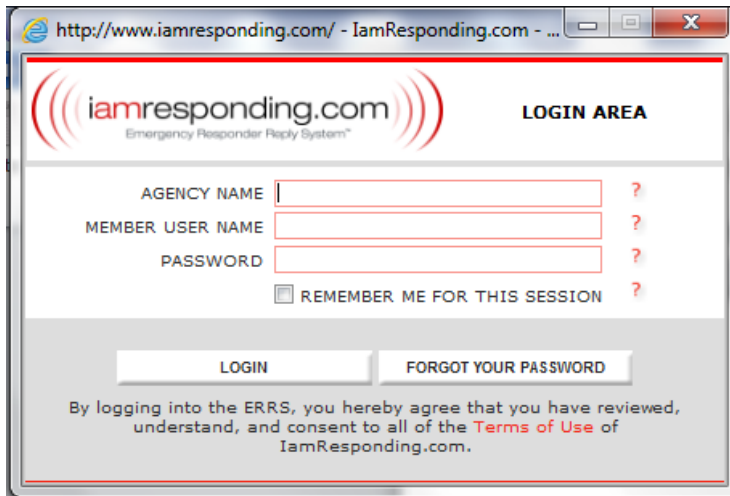 http://www.iamresponding.com/ - IamResponding.com - ...
iamresponding.com
Emergency Responder Reply System™
LOGIN AREA
AGENCY NAME ?
MEMBER USER NAME ?
PASSWORD ?
REMEMBER ME FOR THIS SESSION ?
LOGIN FORGOT YOUR PASSWORD
By logging into the ERRS, you hereby agree that you have reviewed,
understand, and consent to all of the Terms of Use of
IamResponding.com.